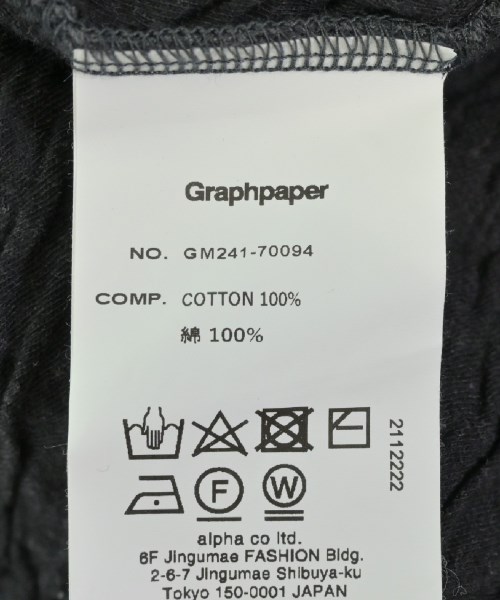 Graphpaper
NO. GM241-70094
COMP. COTTON 100%
綿 100%
2112222
F W
alpha co ltd.
6F Jingumae FASHION Bldg.
2-6-7 Jingumae Shibuya-ku
Tokyo 150-0001 JAPAN